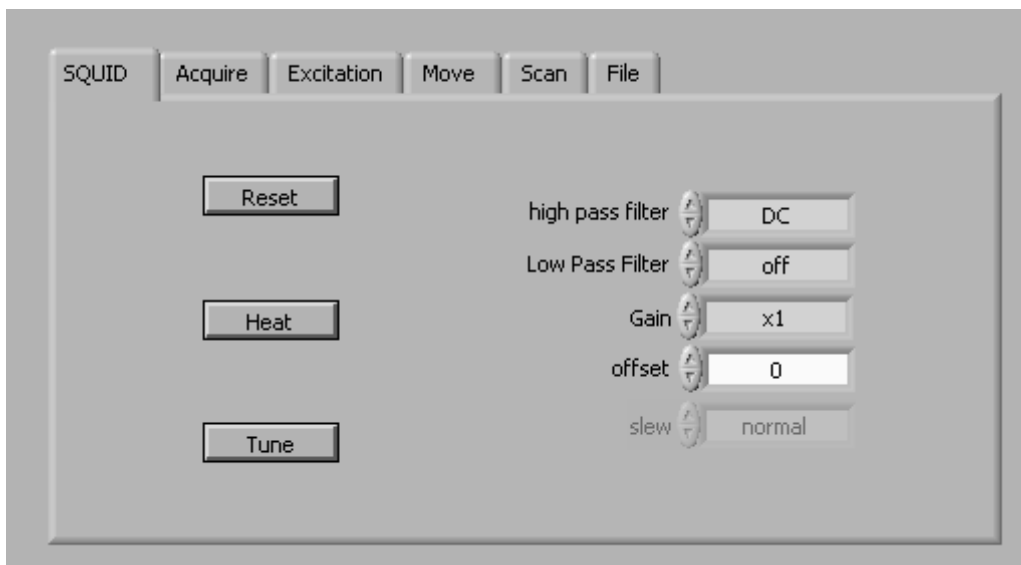 SQUID Acquire Excitation Move Scan File
Reset
high pass filter DC
Low Pass Filter off
Heat
Gain x1
offset 0
slew normal
Tune